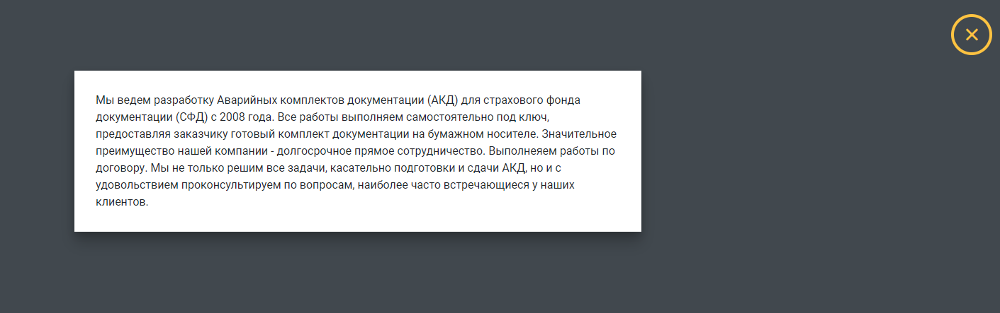 Мы ведем разработку Аварийных комплектов документации (АКД) для страхового фонда
документации (СФД) с 2008 года. Все работы выполняем самостоятельно под ключ,
предоставляя заказчику готовый комплект документации на бумажном носителе. Значительное
преимущество нашей компании - долгосрочное прямое сотрудничество. Выполнеяем работы по
договору. Мы не только решим все задачи, касательно подготовки и сдачи АКД, но и с
удовольствием проконсультируем по вопросам, наиболее часто встречающиеся у наших
клиентов.